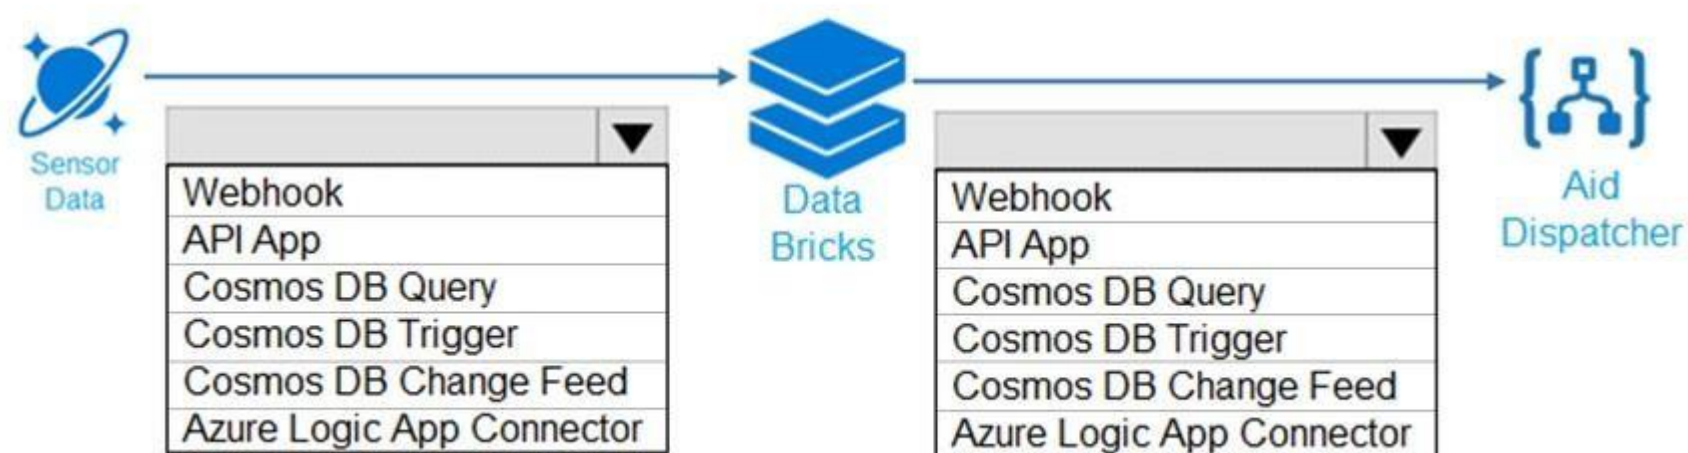 Sensor
Data
Webhook
API App
Cosmos DB Query
Cosmos DB Trigger
Cosmos DB Change Feed
Azure Logic App Connector
Data
Bricks
Webhook
API App
Cosmos DB Query
Cosmos DB Trigger
Cosmos DB Change Feed
Azure Logic App Connector
Aid
Dispatcher